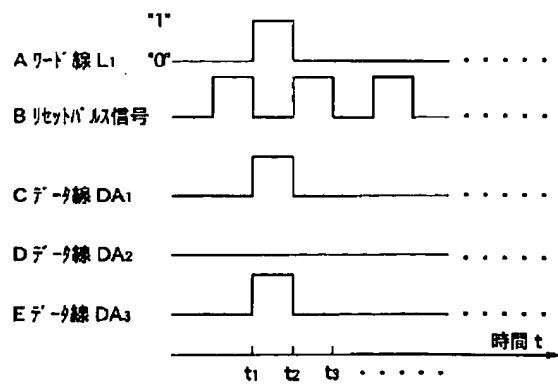 "1"
A ワード線 L1 "0"
B リセットパルス信号
C データ線 DA1
D データ線 DA2
E データ線 DA3
時間 t
t1 t2 t3